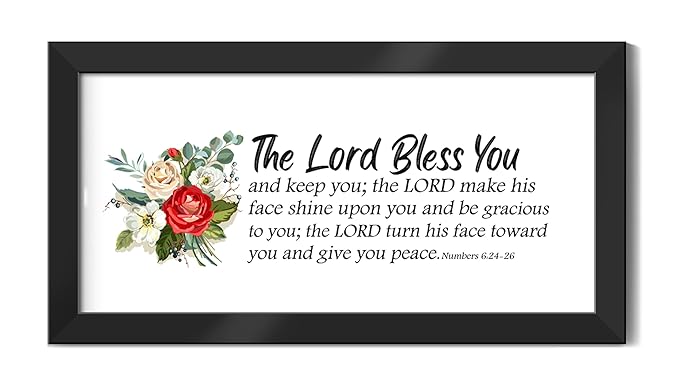 The Lord Bless You
and keep you; the LORD make his
face shine upon you and be gracious
to you; the LORD turn his face toward
you and give you peace. Numbers 6.24-26